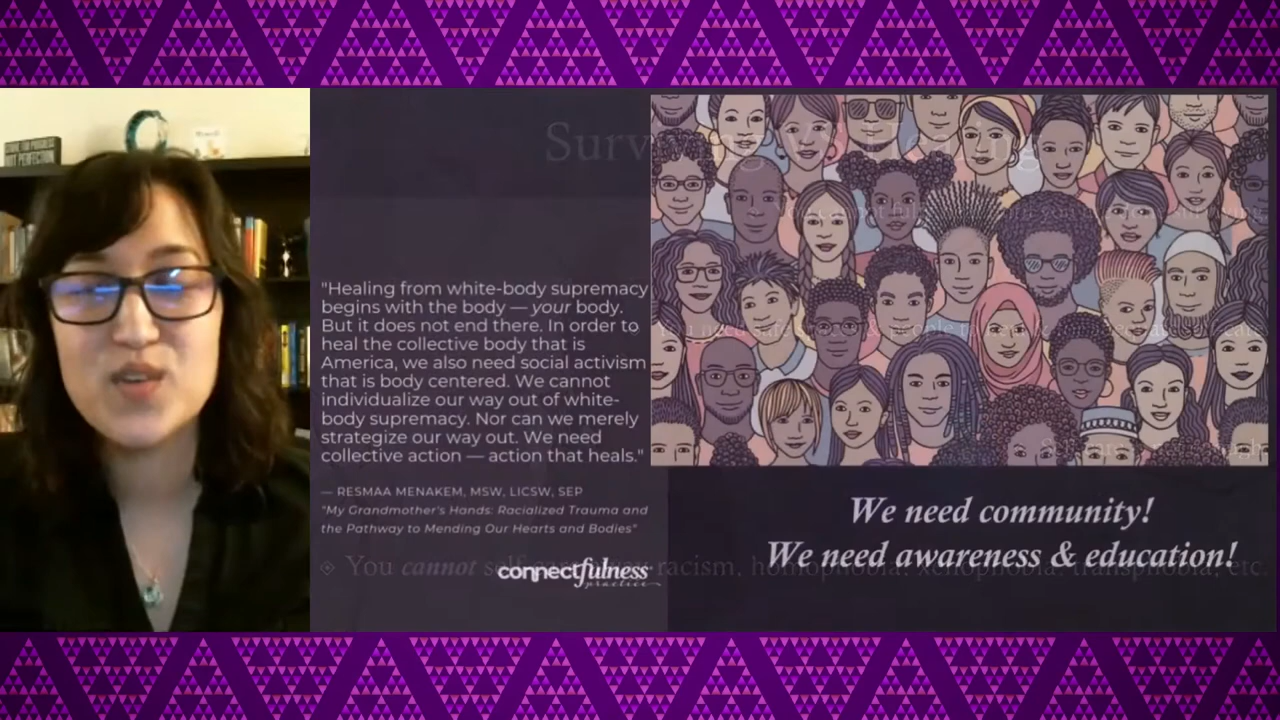 NOT PERFECTION
Surviving Vs. Healing
"Healing from white-body supremacy
begins with the body — your body.
But it does not end there. In order to
heal the collective body that is
America, we also need social activism
that is body centered. We cannot
individualize our way out of white-
body supremacy. Nor can we merely
strategize our way out. We need
collective action — action that heals."
— RESMAA MENAKEM, MSW, LICSW, SEP
"My Grandmother's Hands: Racialized Trauma and
the Pathway to Mending Our Hearts and Bodies"
connectfulness
practice
We need community!
We need awareness & education!
You cannot racism, homophobia, xenophobia, transphobia, etc.